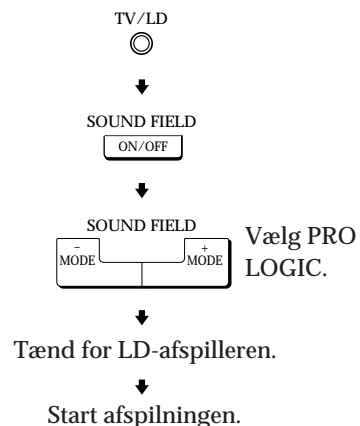 TV/LD
SOUND FIELD
ON/OFF
SOUND FIELD
– MODE + MODE
Vælg PRO
LOGIC.
Tænd for LD-afspilleren.
Start afspilningen.